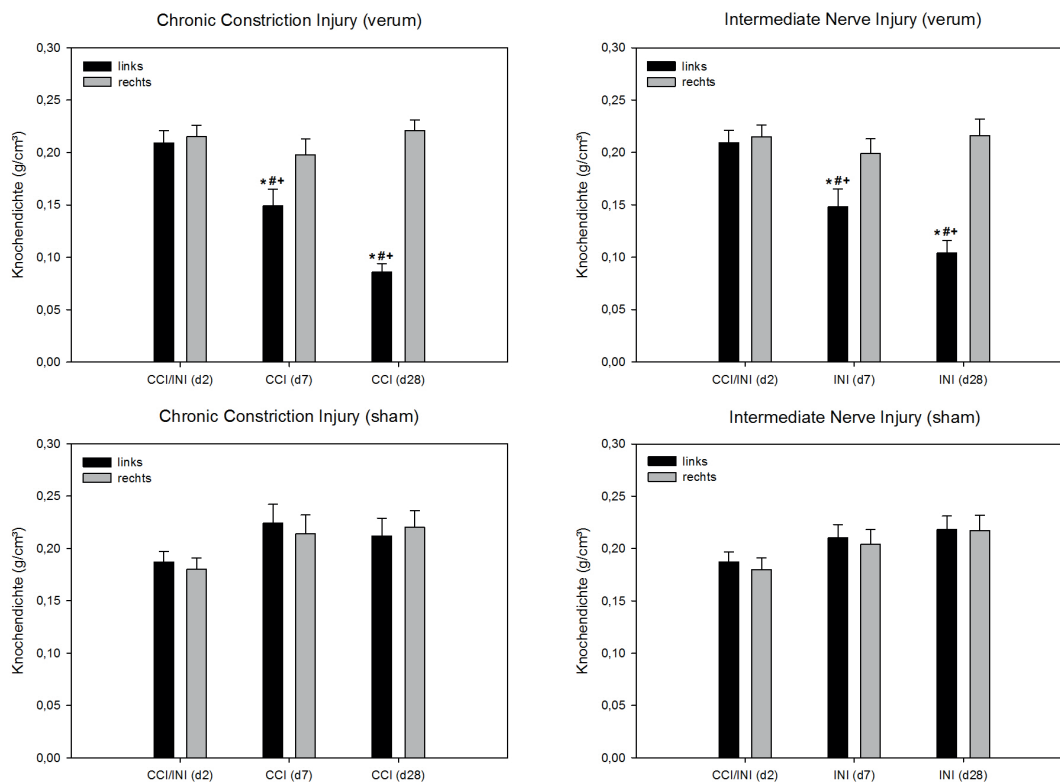 Chronic Constriction Injury (verum)
0,30
0,25
0,20
0,15
0,10
0,05
0,00
Knochendichte (g/cm³)
links
rechts
*#+
*#+
CCI/INI (d2)
CCI (d7)
CCI (d28)
Intermediate Nerve Injury (verum)
0,30
0,25
0,20
0,15
0,10
0,05
0,00
Knochendichte (g/cm³)
links
rechts
*#+
*#+
CCI/INI (d2)
INI (d7)
INI (d28)
Chronic Constriction Injury (sham)
0,30
0,25
0,20
0,15
0,10
0,05
0,00
Knochendichte (g/cm³)
links
rechts
CCI/INI (d2)
CCI (d7)
CCI (d28)
Intermediate Nerve Injury (sham)
0,30
0,25
0,20
0,15
0,10
0,05
0,00
Knochendichte (g/cm³)
links
rechts
CCI/INI (d2)
INI (d7)
INI (d28)